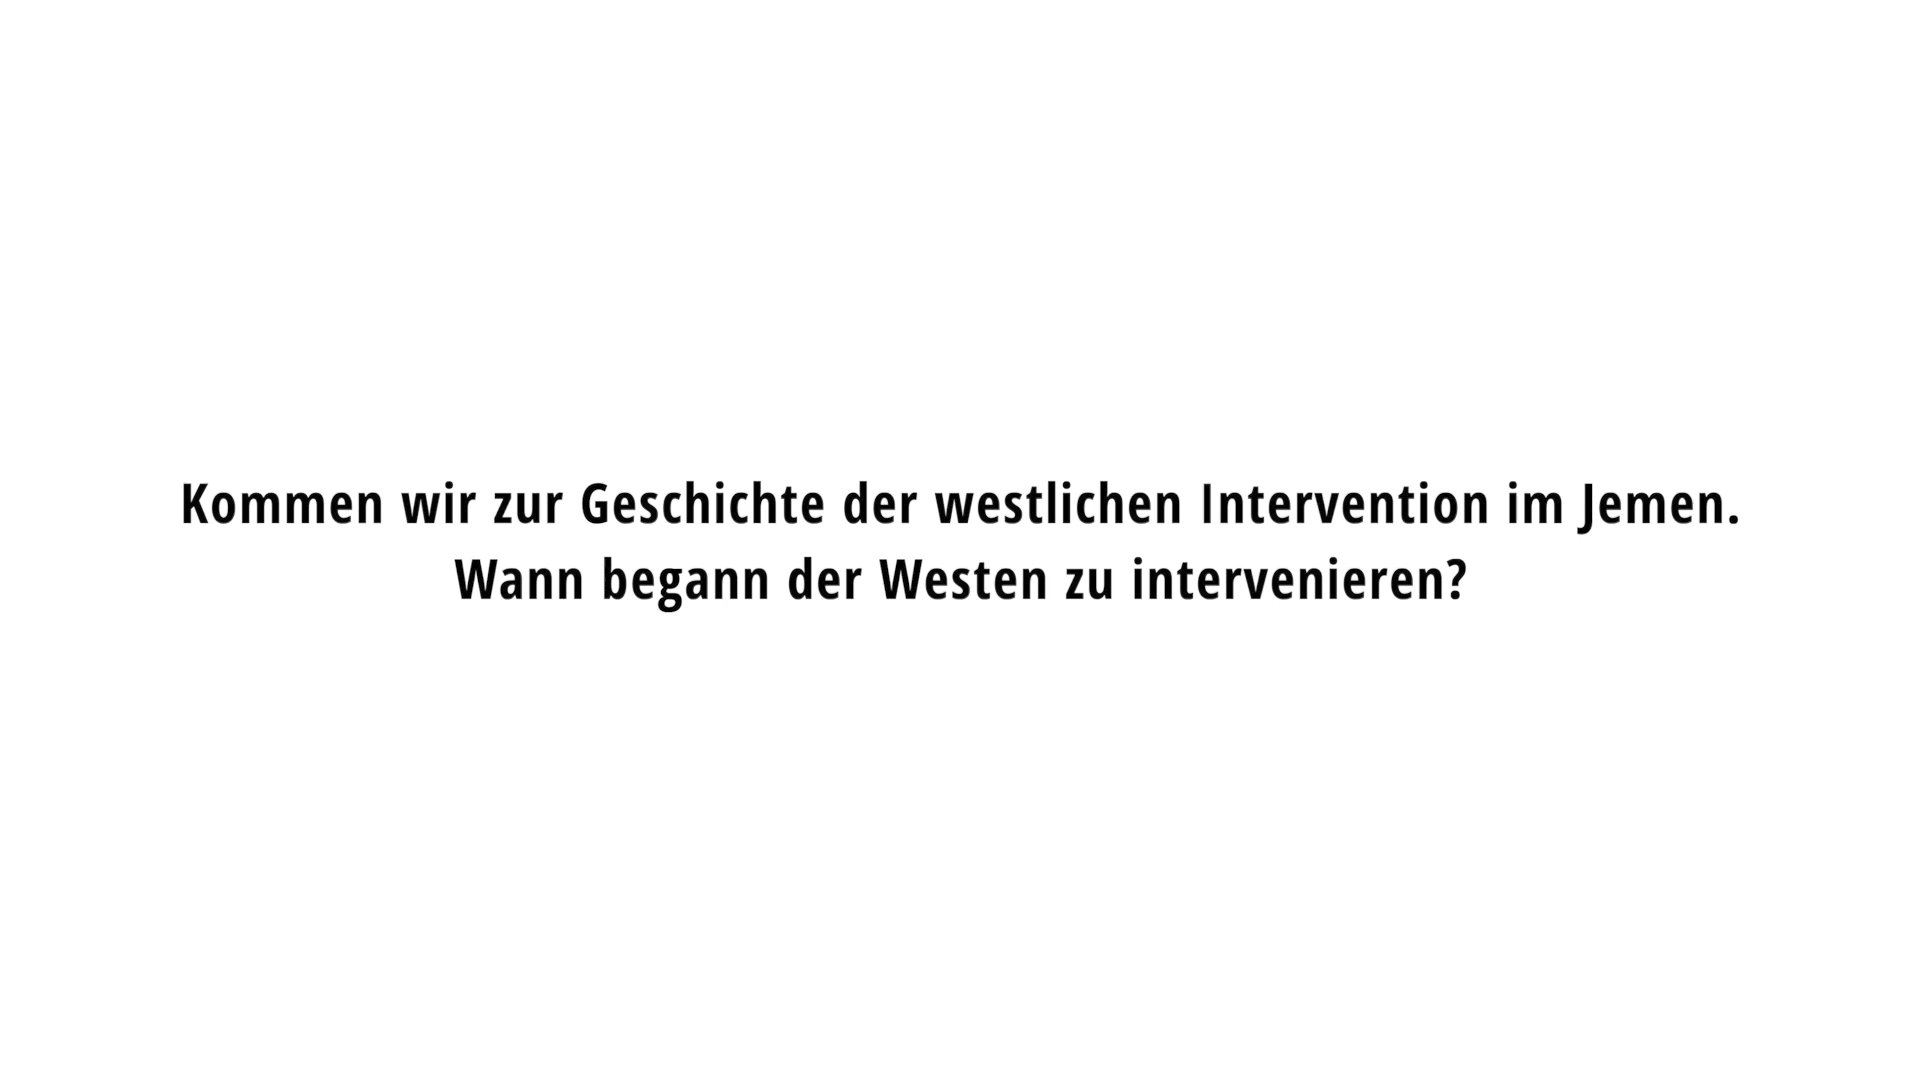 Kommen wir zur Geschichte der westlichen Intervention im Jemen.
Wann begann der Westen zu intervenieren?